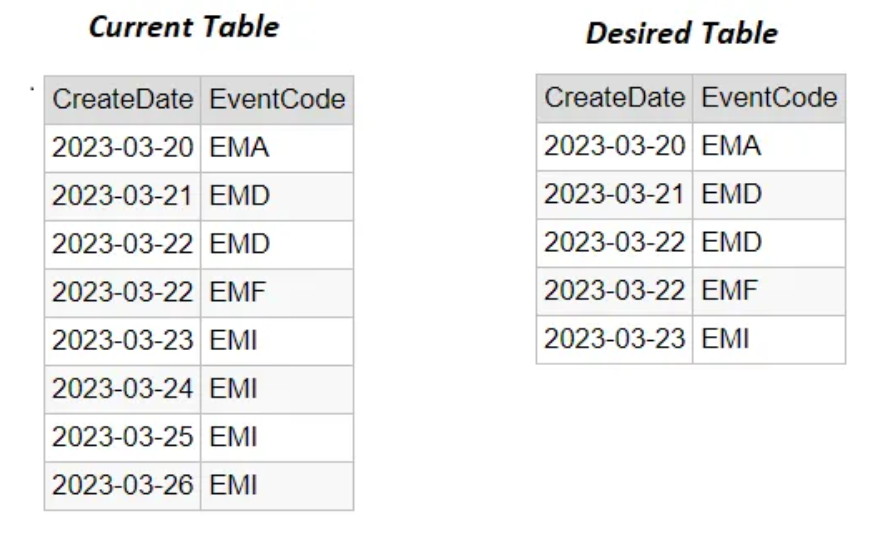 Current Table
CreateDate EventCode
2023-03-20 EMA
2023-03-21 EMD
2023-03-22 EMD
2023-03-22 EMF
2023-03-23 EMI
2023-03-24 EMI
2023-03-25 EMI
2023-03-26 EMI
Desired Table
CreateDate EventCode
2023-03-20 EMA
2023-03-21 EMD
2023-03-22 EMD
2023-03-22 EMF
2023-03-23 EMI